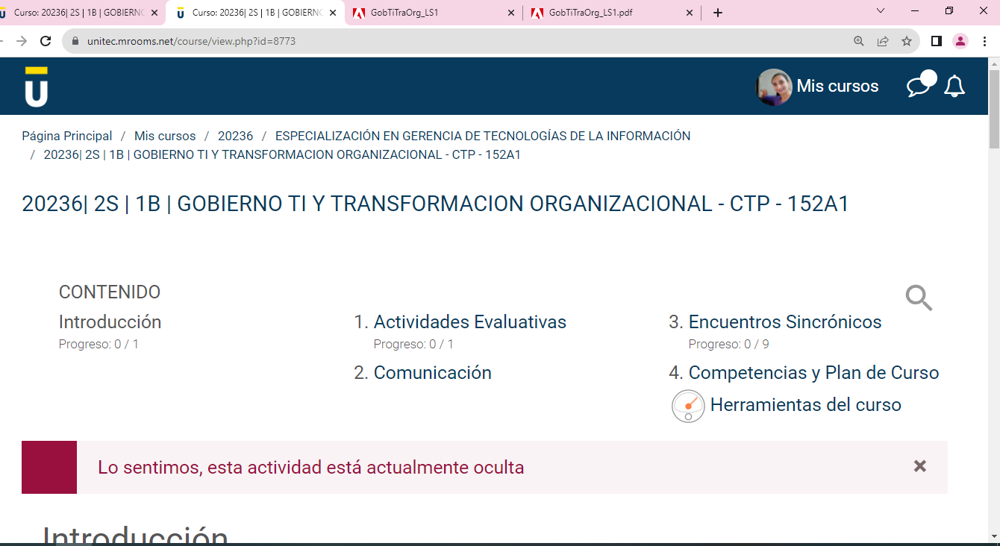 Curso: 20236| 2S | 1B | GOBIERN
Curso: 20236| 2S | 1B | GOBIERN
GobTiTraOrg_LS1
GobTiTraOrg_LS1.pdf
unitec.mrooms.net/course/view.php?id=8773
U
Mis cursos
Página Principal / Mis cursos / 20236 / ESPECIALIZACIÓN EN GERENCIA DE TECNOLOGÍAS DE LA INFORMACIÓN
/ 20236| 2S | 1B | GOBIERNO TI Y TRANSFORMACION ORGANIZACIONAL - CTP - 152A1
20236| 2S | 1B | GOBIERNO TI Y TRANSFORMACION ORGANIZACIONAL - CTP - 152A1
CONTENIDO
Introducción
Progreso: 0 / 1
1. Actividades Evaluativas
Progreso: 0 / 1
2. Comunicación
3. Encuentros Sincrónicos
Progreso: 0 / 9
4. Competencias y Plan de Curso
Herramientas del curso
Lo sentimos, esta actividad está actualmente oculta
Introducción